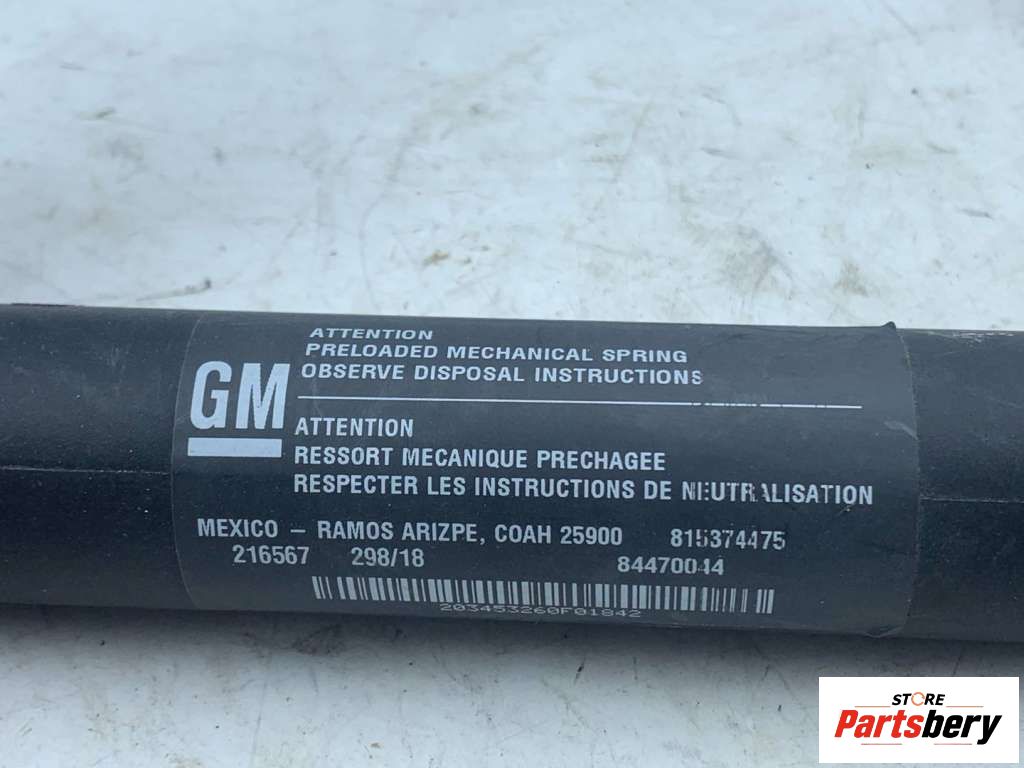 GM
ATTENTION
PRELOADED MECHANICAL SPRING
OBSERVE DISPOSAL INSTRUCTIONS
ATTENTION
RESSORT MECANIQUE PRECHAGEE
RESPECTER LES INSTRUCTIONS DE NEUTRALISATION
MEXICO – RAMOS ARIZPE, COAH 25900 815374475
216567 298/18 84470044
203453260F01842
STORE
Partsbery